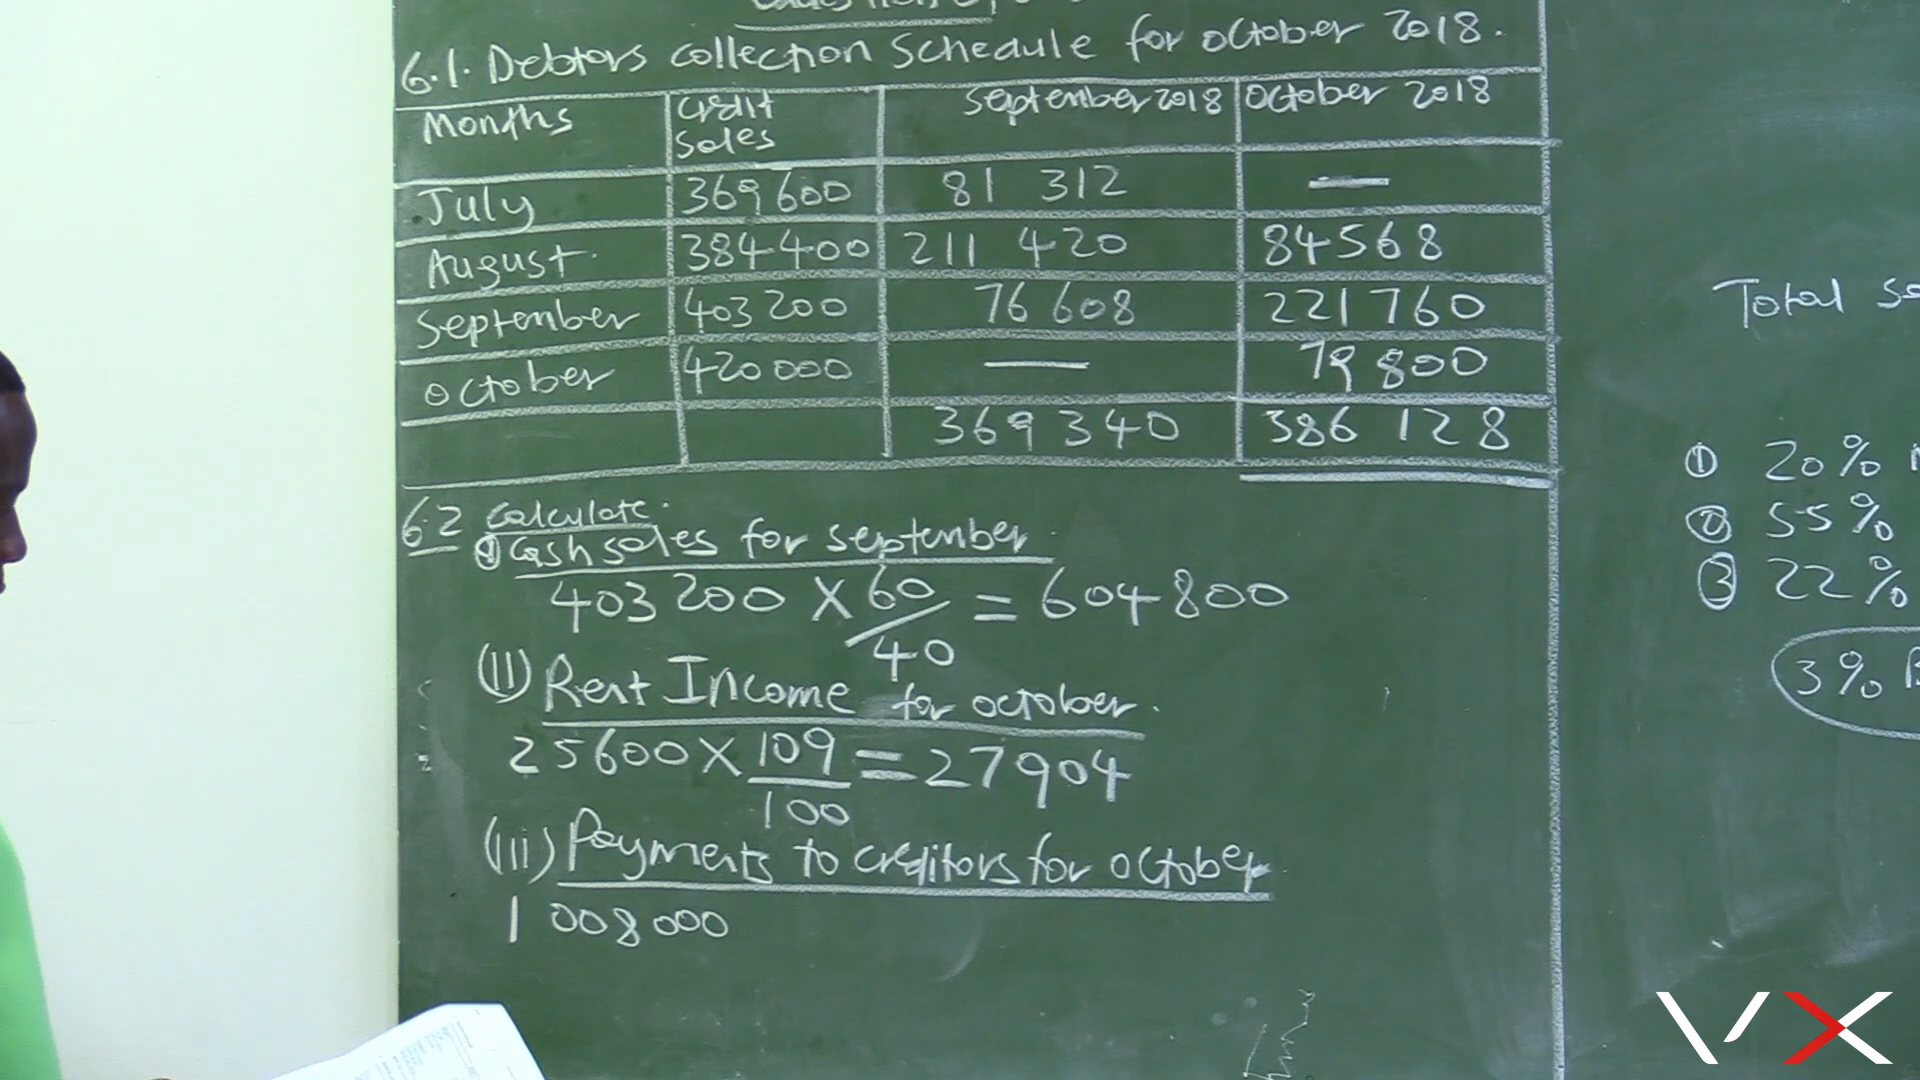 6.1. Debtors collection Schedule for october 2018.
Months Credit Sales September 2018 October 2018
July 369 600 81 312 —
August. 384 400 211 420 84568
September 403 200 76 608 221 760
october 420 000 — 79 800
369 340 386 128
6.2 Calculate.
Cash sales for september
403 200 X 60/40 = 604 800
(II) Rent Income for october.
25600 X 109/100 = 27904
(III) Payments to creditors for october
1 008 000
Total
① 20%
② 55%
③ 22%
3%
VX